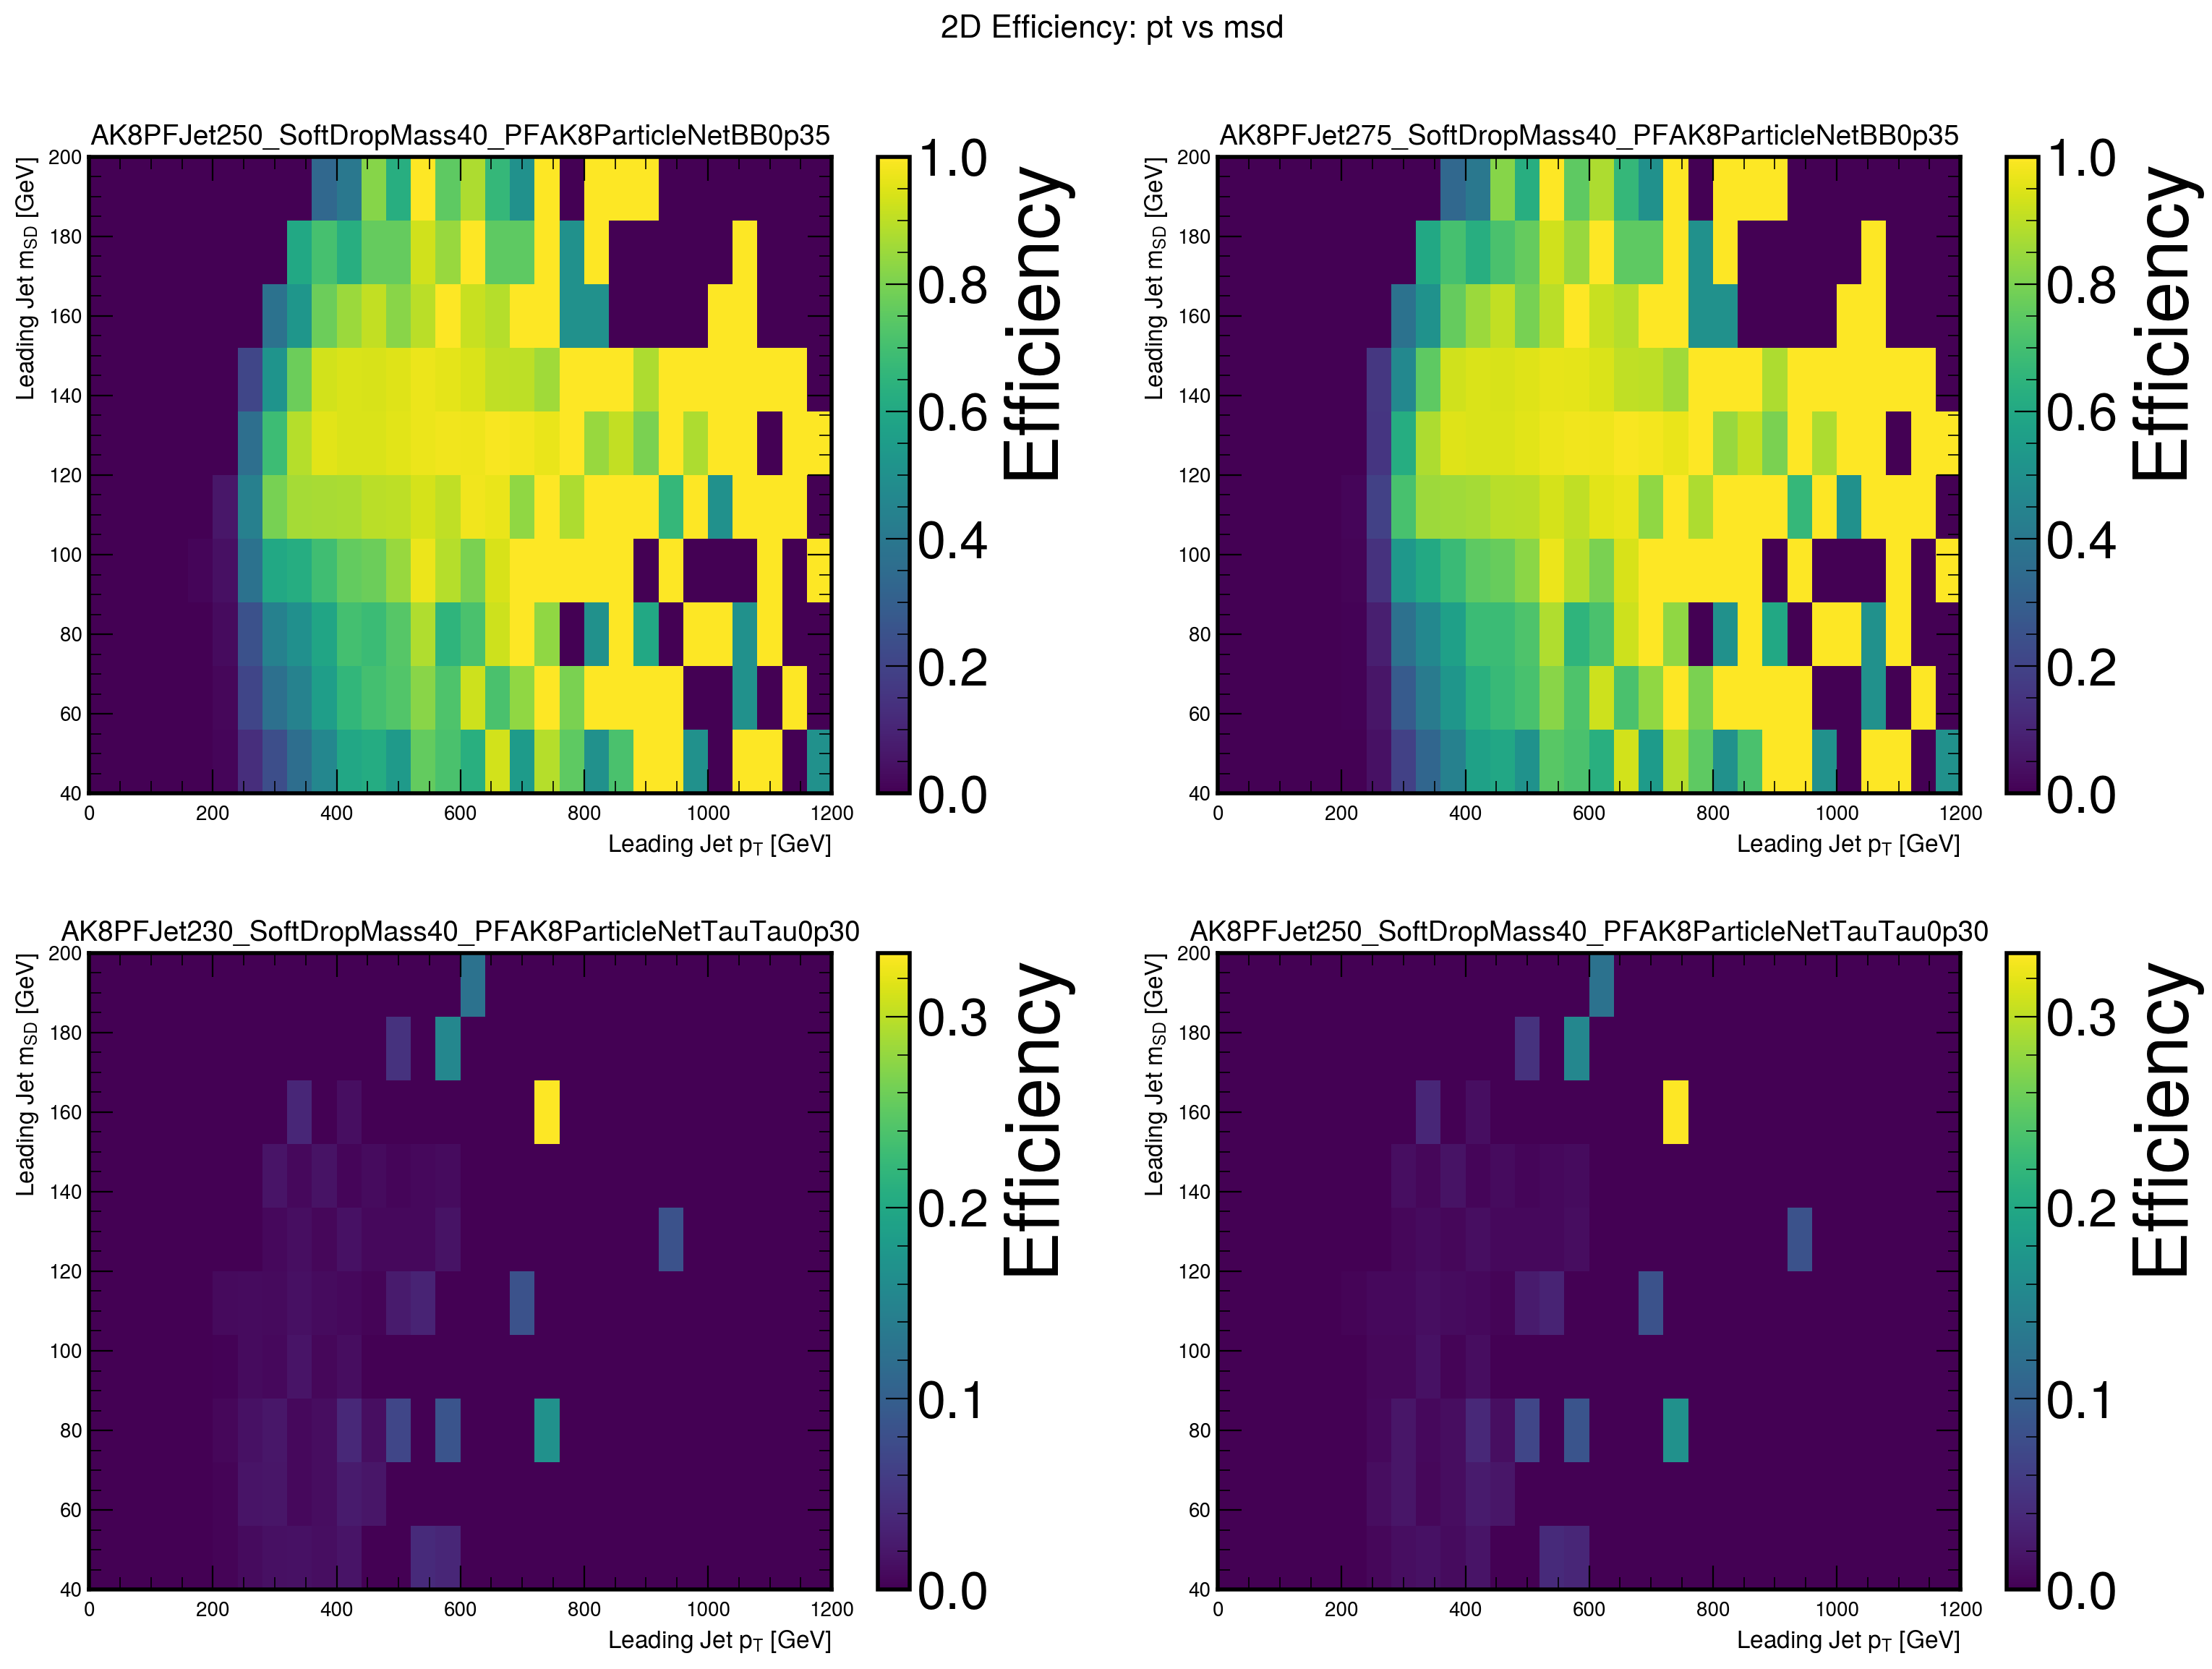 2D Efficiency: pt vs msd
AK8PFJet250_SoftDropMass40_PFAK8ParticleNetBB0p35
Leading Jet mSD [GeV]
200
180
160
140
120
100
80
60
40
0 200 400 600 800 1000 1200
Leading Jet pT [GeV]
1.0
0.8
0.6
0.4
0.2
0.0
Efficiency
AK8PFJet275_SoftDropMass40_PFAK8ParticleNetBB0p35
Leading Jet mSD [GeV]
200
180
160
140
120
100
80
60
40
0 200 400 600 800 1000 1200
Leading Jet pT [GeV]
1.0
0.8
0.6
0.4
0.2
0.0
Efficiency
AK8PFJet230_SoftDropMass40_PFAK8ParticleNetTauTau0p30
Leading Jet mSD [GeV]
200
180
160
140
120
100
80
60
40
0 200 400 600 800 1000 1200
Leading Jet pT [GeV]
0.3
0.2
0.1
0.0
Efficiency
AK8PFJet250_SoftDropMass40_PFAK8ParticleNetTauTau0p30
Leading Jet mSD [GeV]
200
180
160
140
120
100
80
60
40
0 200 400 600 800 1000 1200
Leading Jet pT [GeV]
0.3
0.2
0.1
0.0
Efficiency